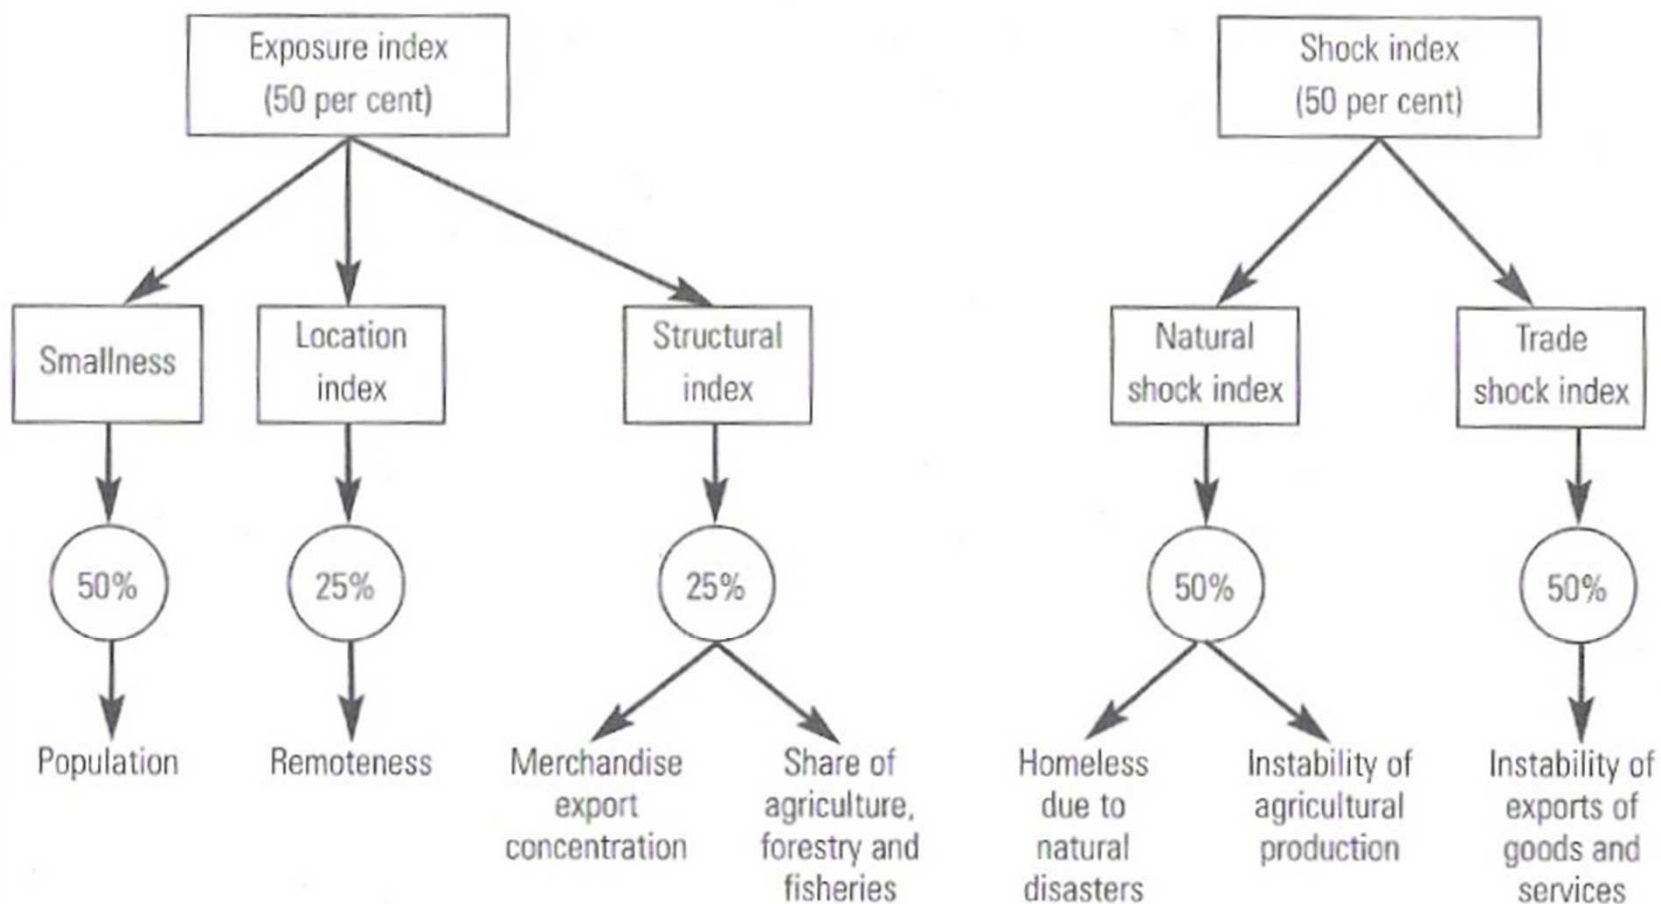 Exposure index
(50 per cent)
Shock index
(50 per cent)
Smallness
Location
index
Structural
index
Natural
shock index
Trade
shock index
50%
25%
25%
50%
50%
Population
Remoteness
Merchandise
export
concentration
Share of
agriculture,
forestry and
fisheries
Homeless
due to
natural
disasters
Instability of
agricultural
production
Instability of
exports of
goods and
services